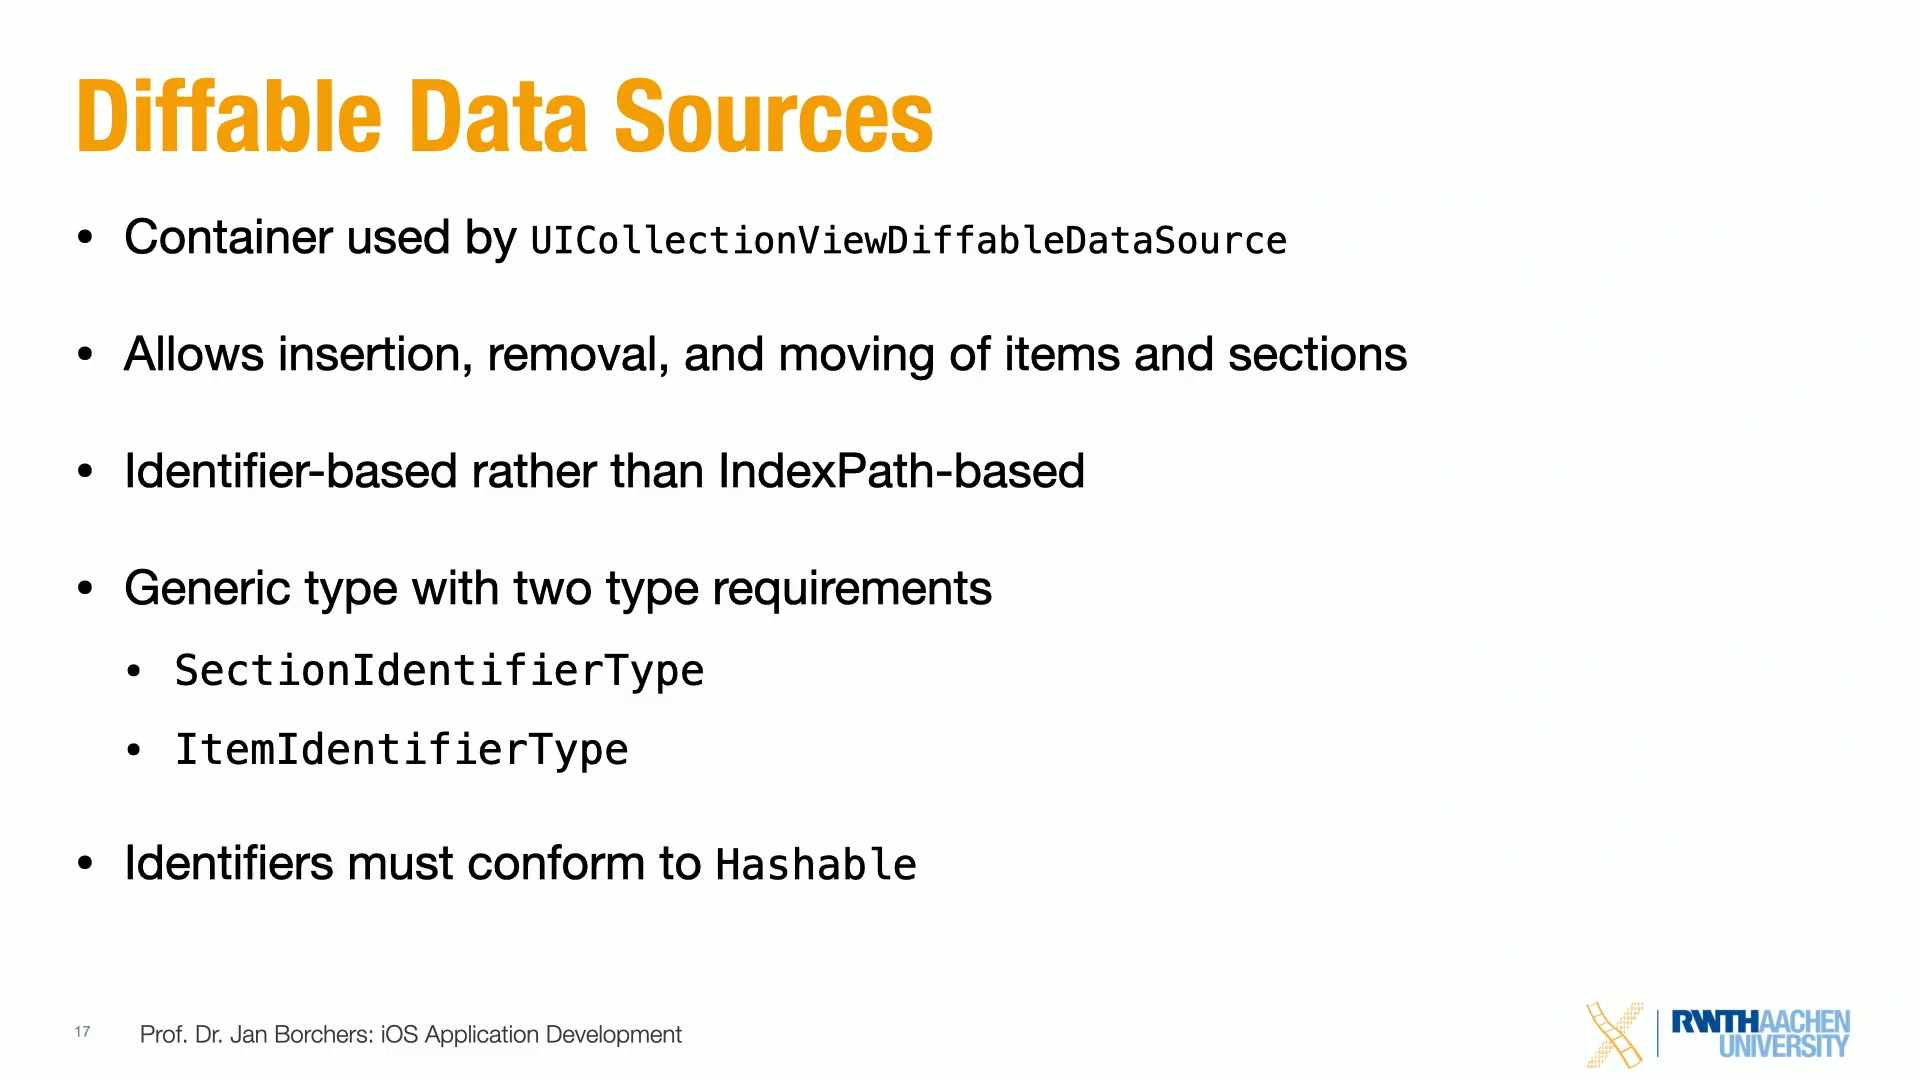 Diffable Data Sources
• Container used by UICollectionViewDiffableDataSource
• Allows insertion, removal, and moving of items and sections
• Identifier-based rather than IndexPath-based
• Generic type with two type requirements
• SectionIdentifierType
• ItemIdentifierType
• Identifiers must conform to Hashable
17 Prof. Dr. Jan Borchers: iOS Application Development
RWTHAACHEN
UNIVERSITY